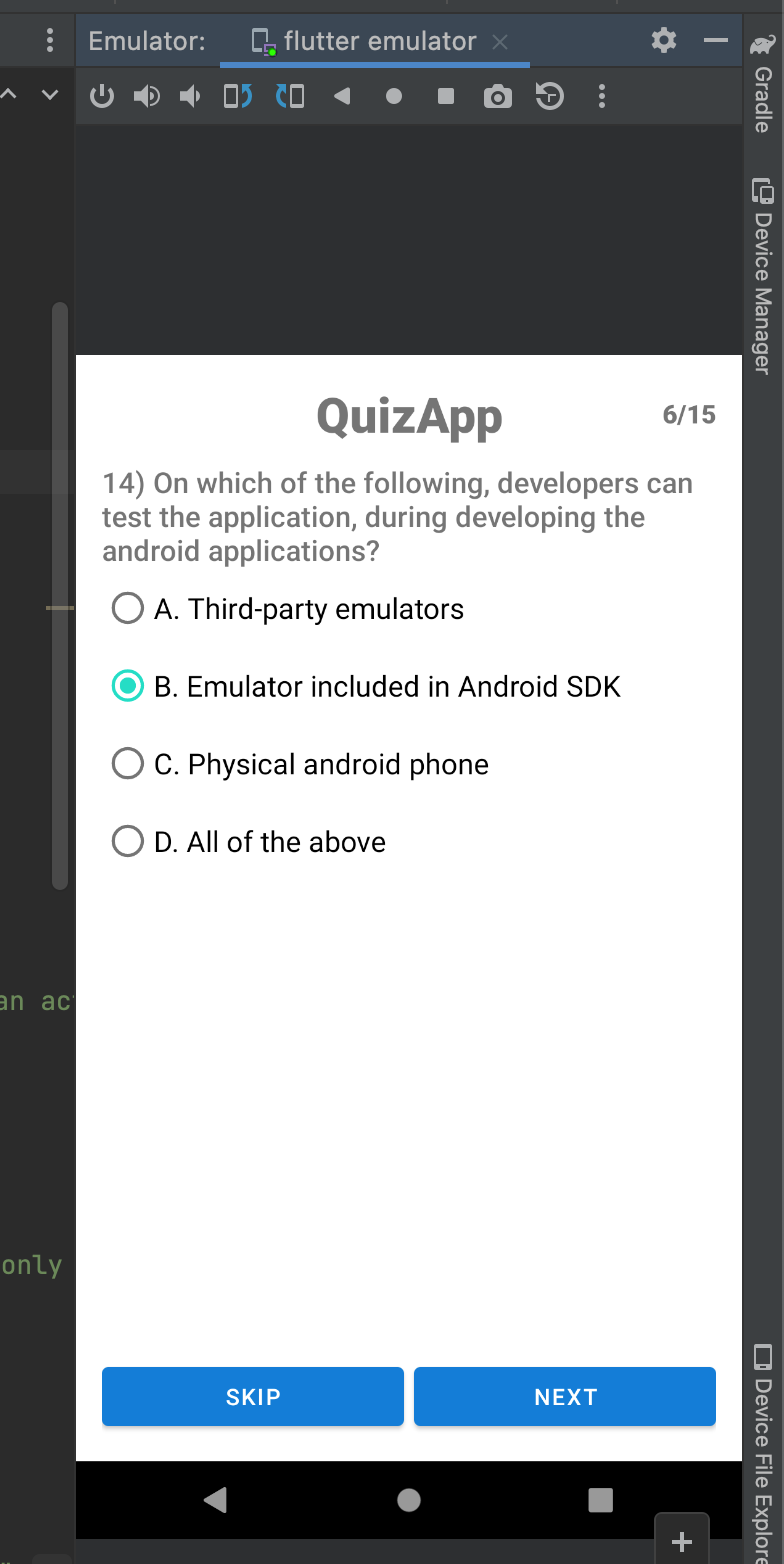 Emulator:
flutter emulator
Gradle
Device Manager
QuizApp
6/15
14) On which of the following, developers can
test the application, during developing the
android applications?
A. Third-party emulators
B. Emulator included in Android SDK
C. Physical android phone
D. All of the above
an ac
only
SKIP
NEXT
Device File Explore